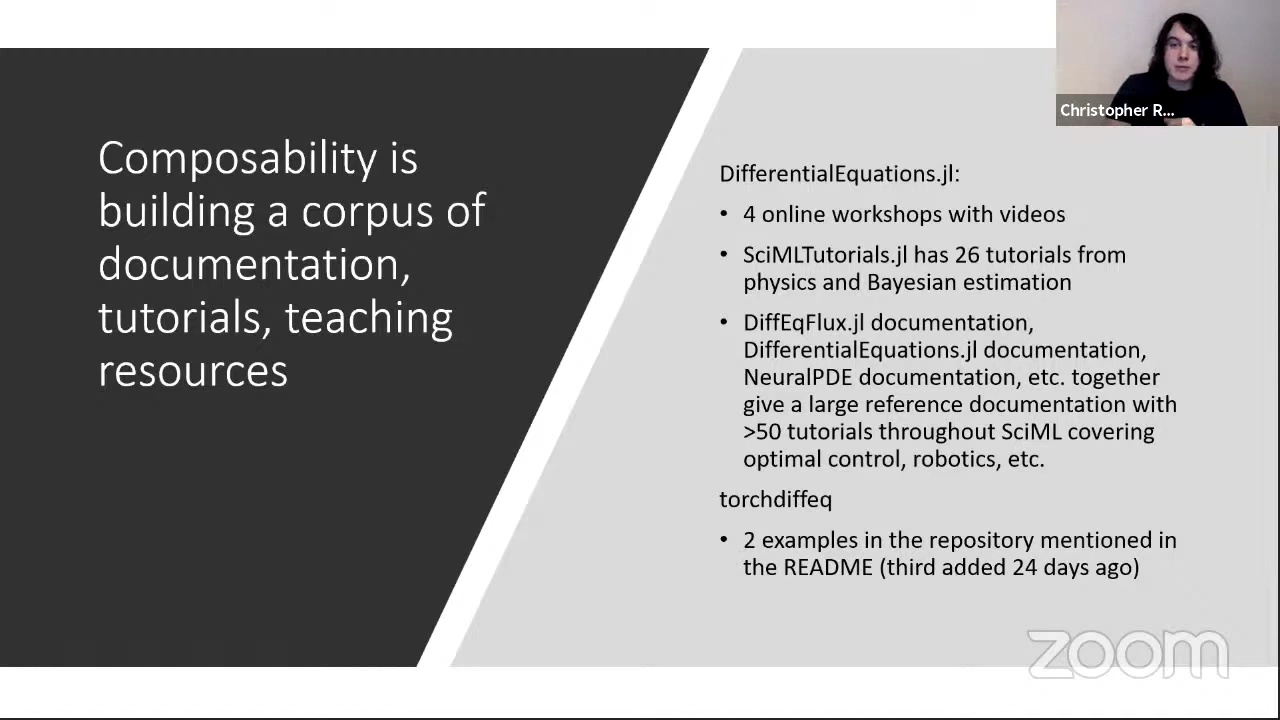 Christopher R...
Composability is
building a corpus of
documentation,
tutorials, teaching
resources
DifferentialEquations.jl:
• 4 online workshops with videos
• SciMLTutorials.jl has 26 tutorials from
physics and Bayesian estimation
• DiffEqFlux.jl documentation,
DifferentialEquations.jl documentation,
NeuralPDE documentation, etc. together
give a large reference documentation with
>50 tutorials throughout SciML covering
optimal control, robotics, etc.
torchdiffeq
• 2 examples in the repository mentioned in
the README (third added 24 days ago)
zoom